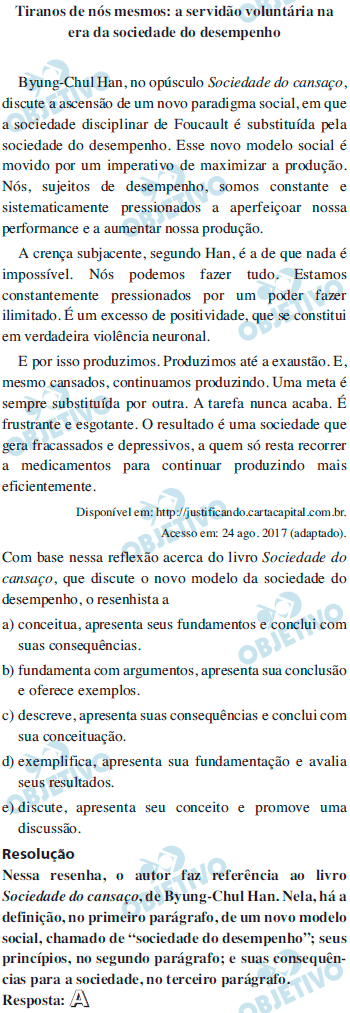 Tiranos de nós mesmos: a servidão voluntária na
era da sociedade do desempenho
Byung-Chul Han, no opúsculo Sociedade do cansaço,
discute a ascensão de um novo paradigma social, em que
a sociedade disciplinar de Foucault é substituída pela
sociedade do desempenho. Esse novo modelo social é
movido por um imperativo de maximizar a produção.
Nós, sujeitos de desempenho, somos constante e
sistematicamente pressionados a aperfeiçoar nossa
performance e a aumentar nossa produção.
A crença subjacente, segundo Han, é a de que nada é
impossível. Nós podemos fazer tudo. Estamos
constantemente pressionados por um poder fazer
ilimitado. É um excesso de positividade, que se constitui
em verdadeira violência neuronal.
E por isso produzimos. Produzimos até a exaustão. E,
mesmo cansados, continuamos produzindo. Uma meta é
sempre substituída por outra. A tarefa nunca acaba. É
frustrante e esgotante. O resultado é uma sociedade que
gera fracassados e depressivos, a quem só resta recorrer
a medicamentos para continuar produzindo mais
eficientemente.
Disponível em: http://justificando.cartacapital.com.br.
Acesso em: 24 ago. 2017 (adaptado).
Com base nessa reflexão acerca do livro Sociedade do
cansaço, que discute o novo modelo da sociedade do
desempenho, o resenhista a
a) conceitua, apresenta seus fundamentos e conclui com
suas consequências.
b) fundamenta com argumentos, apresenta sua conclusão
e oferece exemplos.
c) descreve, apresenta suas consequências e conclui com
sua conceituação.
d) exemplifica, apresenta sua fundamentação e avalia
seus resultados.
e) discute, apresenta seu conceito e promove uma
discussão.
Resolução
Nessa resenha, o autor faz referência ao livro
Sociedade do cansaço, de Byung-Chul Han. Nela, há a
definição, no primeiro parágrafo, de um novo modelo
social, chamado de “sociedade do desempenho”; seus
princípios, no segundo parágrafo; e suas consequên-
cias para a sociedade, no terceiro parágrafo.
Resposta: A
OBJETIVO
OBJETIVO
OBJETIVO
OBJETIVO
OBJETIVO
OBJETIVO
OBJETIVO
OBJETIVO
OBJETIVO
OBJETIVO
OBJETIVO
OBJETIVO